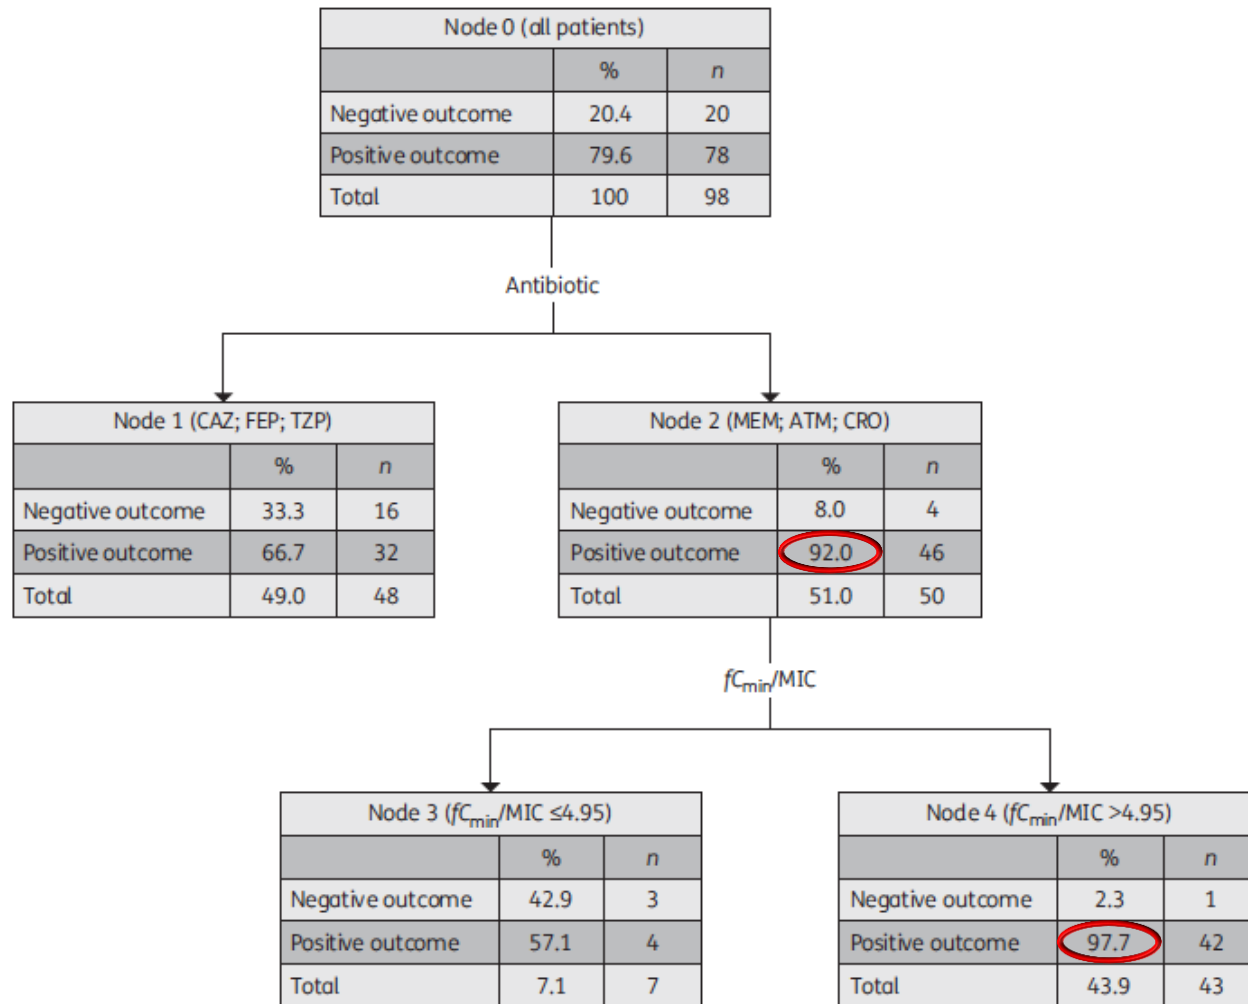 Node 0 (all patients)
% n
Negative outcome 20.4 20
Positive outcome 79.6 78
Total 100 98
Antibiotic
Node 1 (CAZ; FEP; TZP)
% n
Negative outcome 33.3 16
Positive outcome 66.7 32
Total 49.0 48
Node 2 (MEM; ATM; CRO)
% n
Negative outcome 8.0 4
Positive outcome 92.0 46
Total 51.0 50
fCmin/MIC
Node 3 (fCmin/MIC ≤4.95)
% n
Negative outcome 42.9 3
Positive outcome 57.1 4
Total 7.1 7
Node 4 (fCmin/MIC >4.95)
% n
Negative outcome 2.3 1
Positive outcome 97.7 42
Total 43.9 43